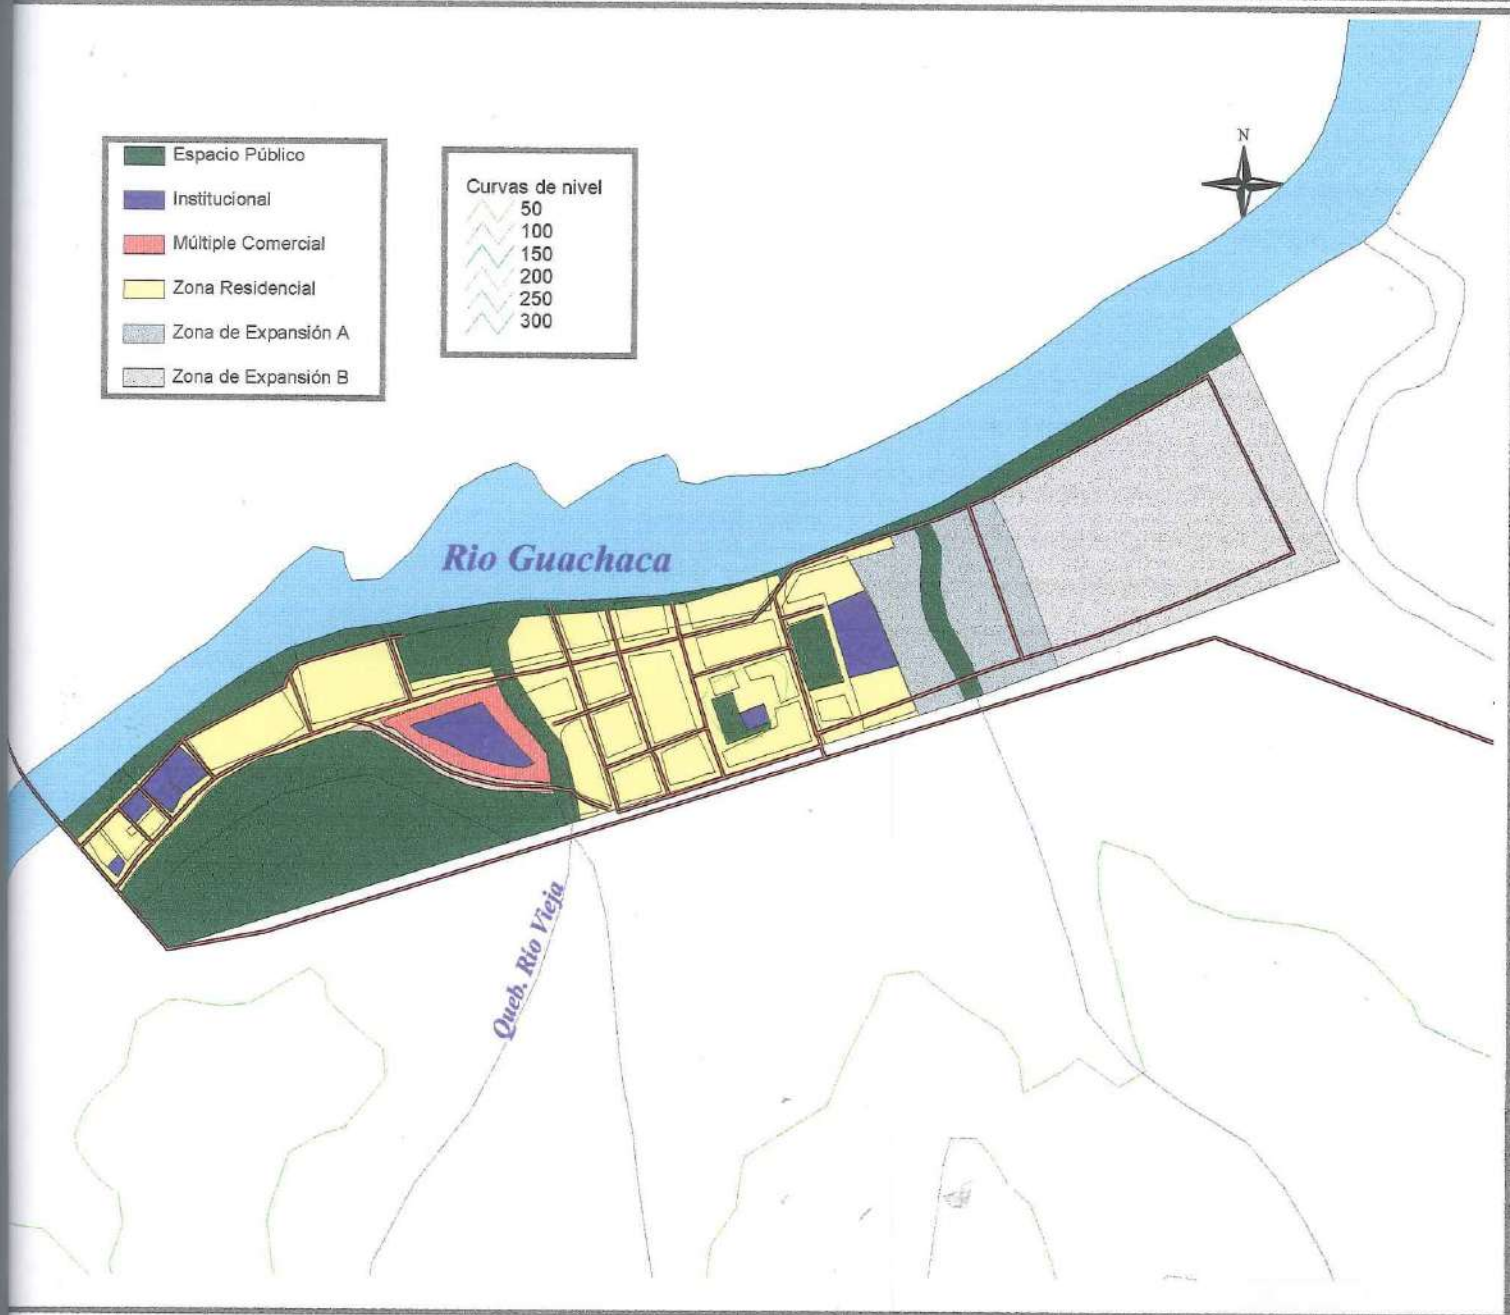 Espacio Público
Institucional
Múltiple Comercial
Zona Residencial
Zona de Expansión A
Zona de Expansión B
Curvas de nivel
50
100
150
200
250
300
N
Rio Guachaca
Queb. Río Vieja